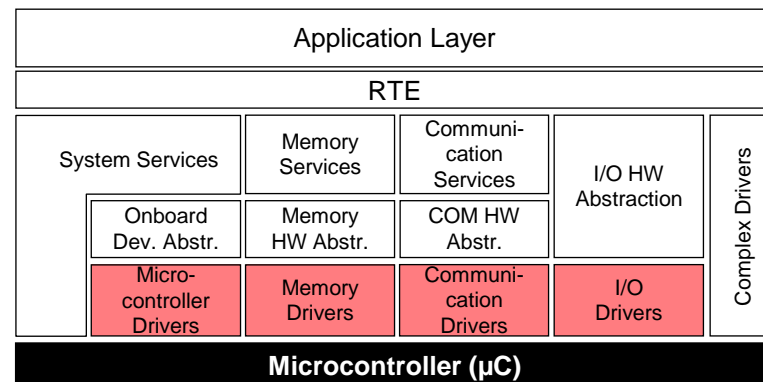 Application Layer
RTE
System Services
Memory
Services
Communi-
cation
Services
I/O HW
Abstraction
Complex Drivers
Onboard
Dev. Abstr.
Memory
HW Abstr.
COM HW
Abstr.
Micro-
controller
Drivers
Memory
Drivers
Communi-
cation
Drivers
I/O
Drivers
Microcontroller (µC)